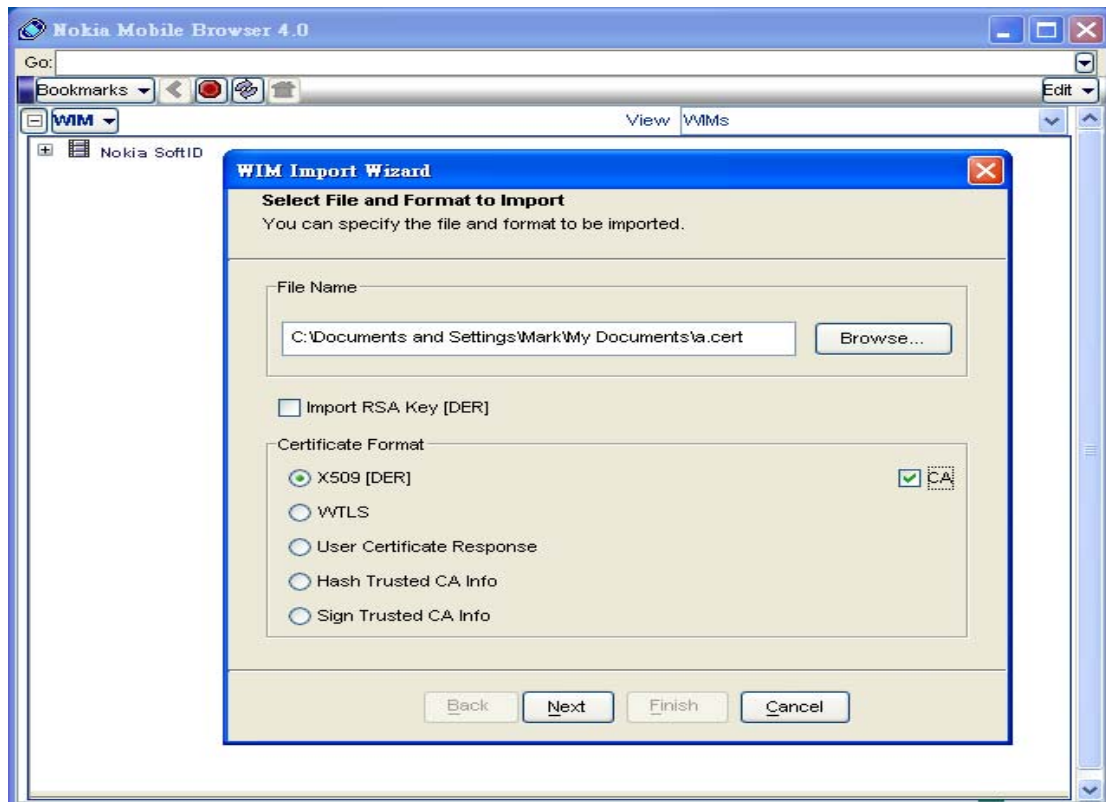 Nokia Mobile Browser 4.0
Go:
Bookmarks Edit
WIM View WIMs
Nokia SoftID
WIM Import Wizard
Select File and Format to Import
You can specify the file and format to be imported.
File Name
C:\Documents and Settings\Mark\My Documents\a.cert Browse...
Import RSA Key [DER]
Certificate Format
X509 [DER] CA
WTLS
User Certificate Response
Hash Trusted CA Info
Sign Trusted CA Info
Back Next Finish Cancel